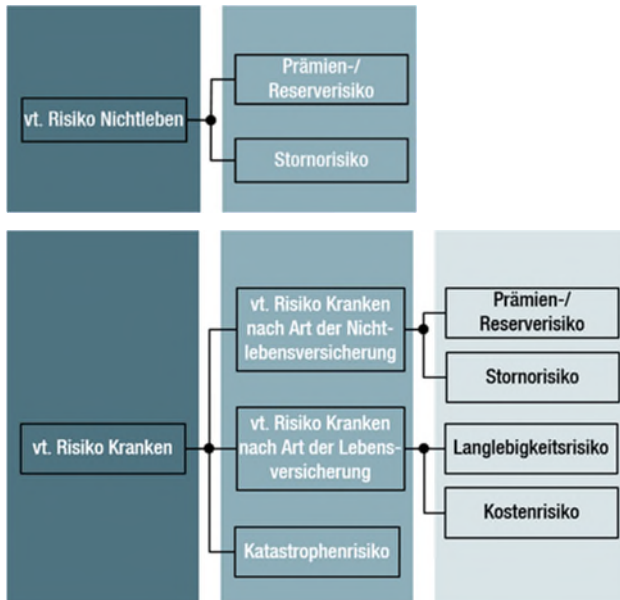 vt. Risiko Nichtleben
Prämien-/
Reserverisiko
Stornorisiko
vt. Risiko Kranken
vt. Risiko Kranken
nach Art der Nicht-
lebensversicherung
Prämien-/
Reserverisiko
Stornorisiko
vt. Risiko Kranken
nach Art der Lebens-
versicherung
Langlebigkeitsrisiko
Kostenrisiko
Katastrophenrisiko